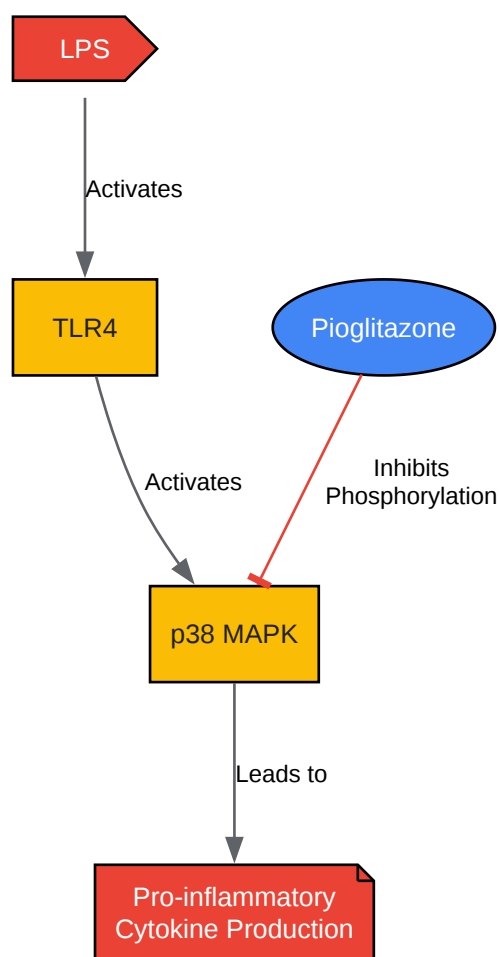 LPS
Activates
TLR4
Pioglitazone
Activates
Inhibits
Phosphorylation
p38 MAPK
Leads to
Pro-inflammatory
Cytokine Production